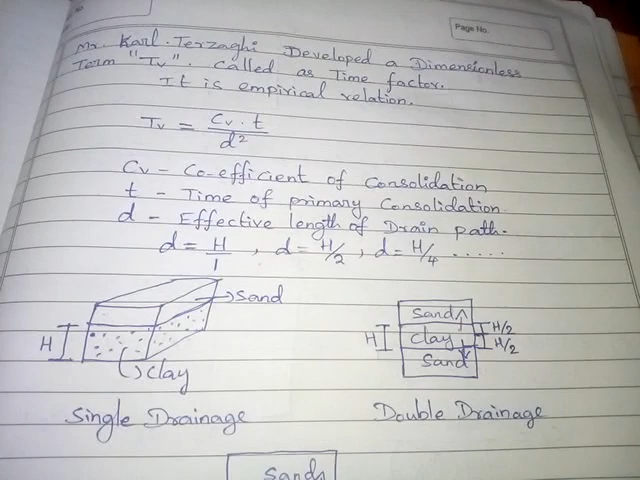 Page No.
Mr. Karl. Terzaghi Developed a Dimensionless
Term "Tv". called as Time factor.
It is empirical relation.
Tv = Cv . t / d²
Cv - Co-efficient of Consolidation
t - Time of primary Consolidation
d - Effective length of Drain path.
d = H/1 , d = H/2 , d = H/4 .....
Sand
H
Clay
Single Drainage
Sand
H
Clay
H/2
H/2
Sand
Double Drainage
Sand